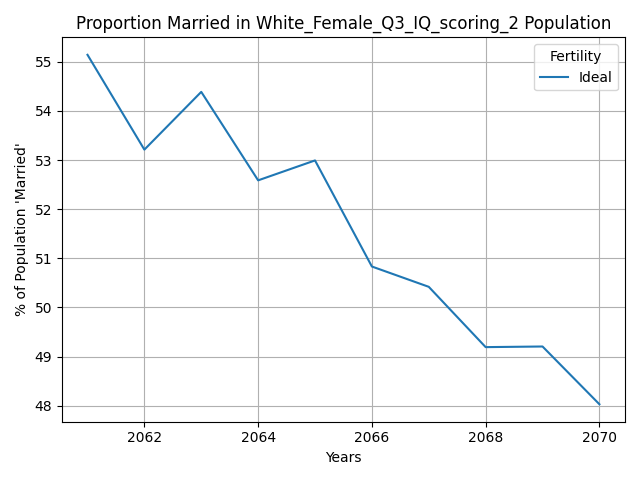 Proportion Married in White_Female_Q3_IQ_scoring_2 Population
Fertility
Ideal
55
54
53
52
51
50
49
48
% of Population 'Married'
2062 2064 2066 2068 2070
Years